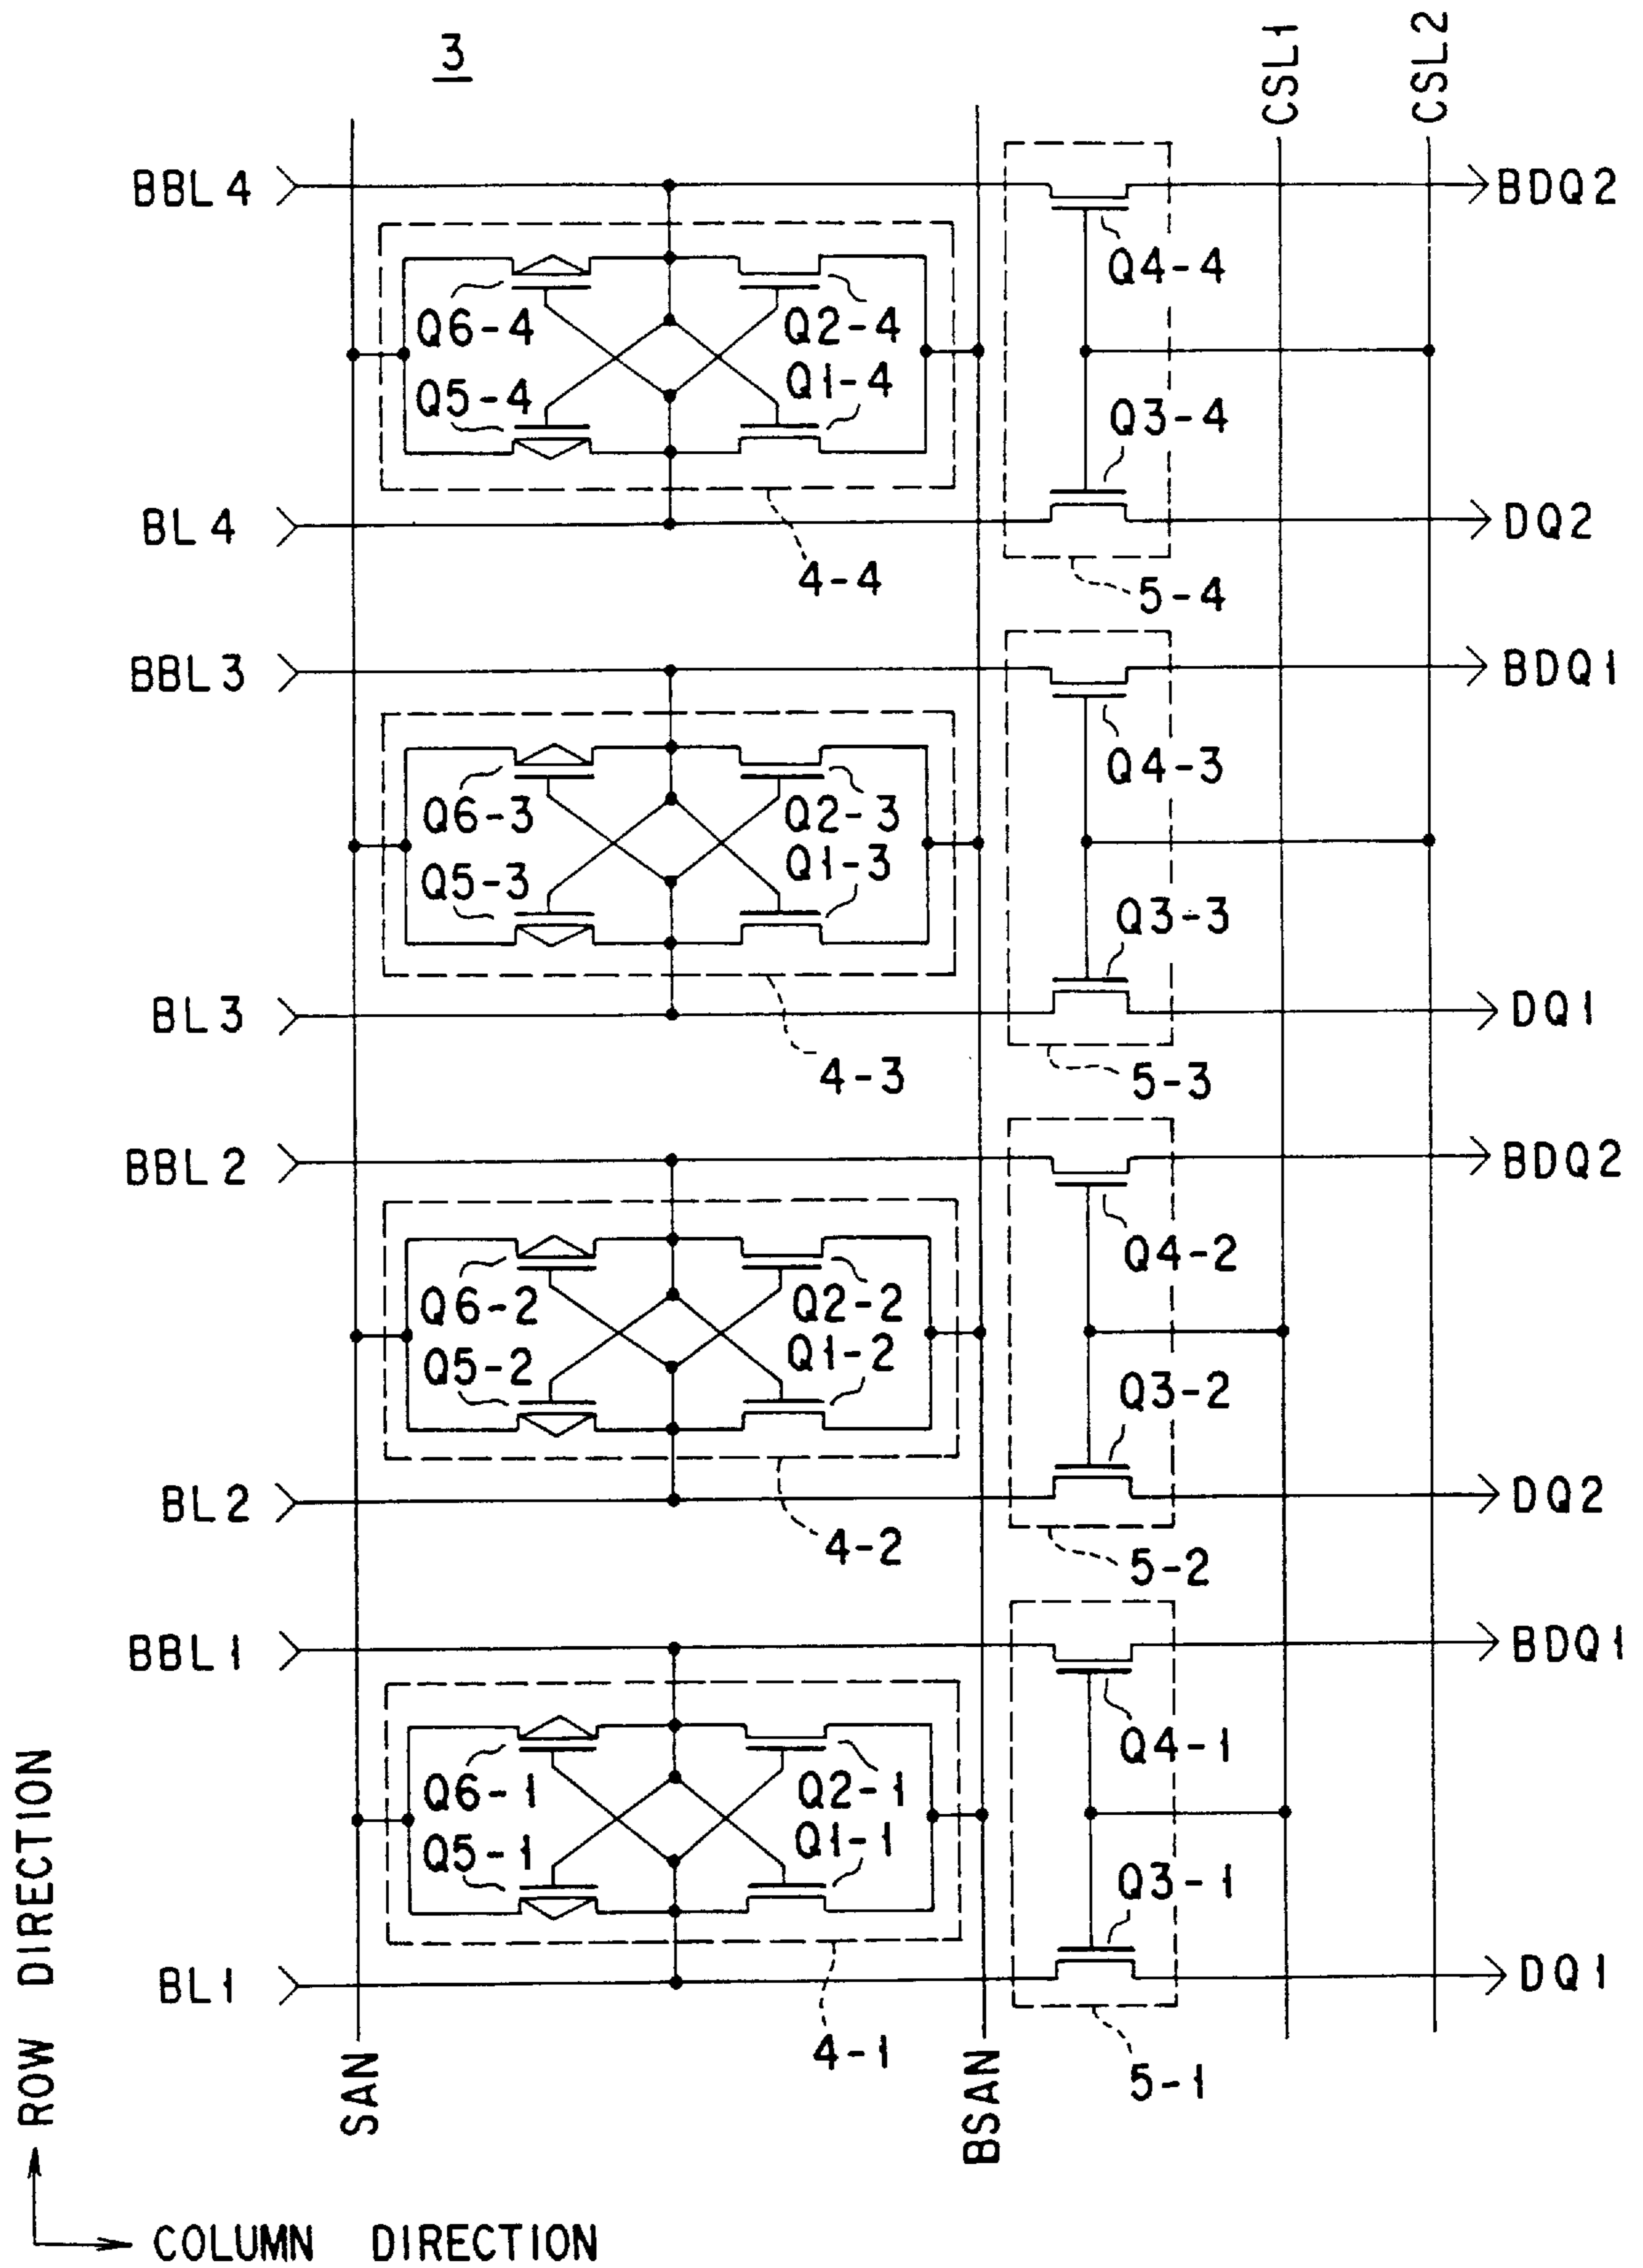 3
CSL1
CSL2
BBL4
BDQ2
Q4-4
Q6-4
Q2-4
Q5-4
Q1-4
Q3-4
BL4
DQ2
4-4
5-4
BBL3
BDQ1
Q4-3
Q6-3
Q2-3
Q5-3
Q1-3
Q3-3
BL3
DQ1
4-3
5-3
BBL2
BDQ2
Q4-2
Q6-2
Q2-2
Q5-2
Q1-2
Q3-2
BL2
DQ2
4-2
5-2
BBL1
BDQ1
Q4-1
Q6-1
Q2-1
Q5-1
Q1-1
Q3-1
BL1
DQ1
4-1
5-1
SAN
BSAN
ROW DIRECTION
COLUMN DIRECTION